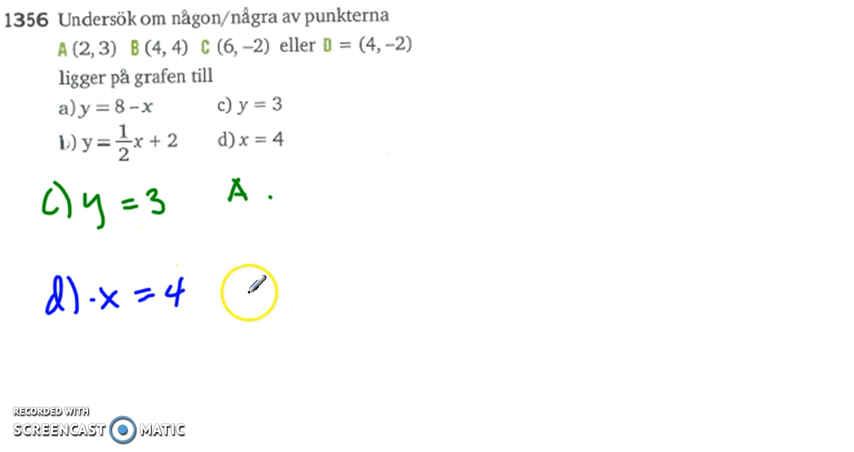 1356 Undersök om någon/några av punkterna
A (2, 3) B (4, 4) C (6, –2) eller D = (4, –2)
ligger på grafen till
a) y = 8 – x c) y = 3
b) y = 1/2 x + 2 d) x = 4
c) y = 3 A .
d) · x = 4
RECORDED WITH
SCREENCAST MATIC